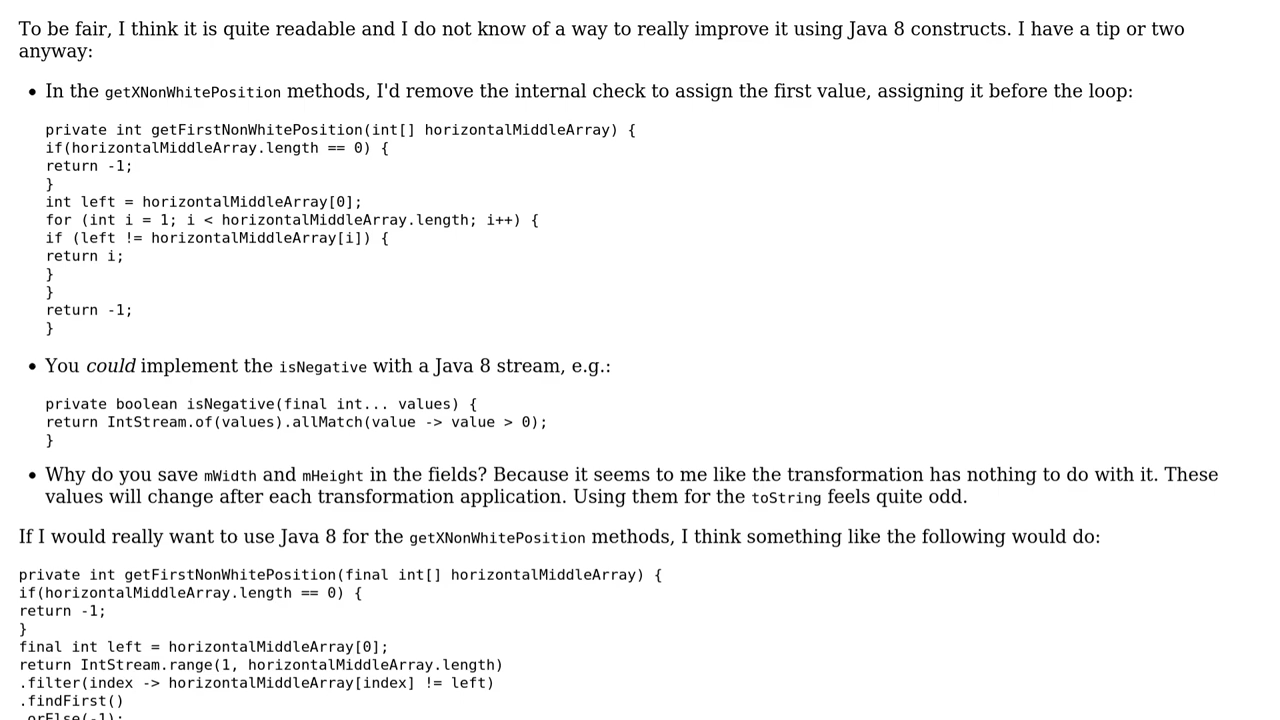 To be fair, I think it is quite readable and I do not know of a way to really improve it using Java 8 constructs. I have a tip or two
anyway:
• In the getXNonWhitePosition methods, I'd remove the internal check to assign the first value, assigning it before the loop:
private int getFirstNonWhitePosition(int[] horizontalMiddleArray) {
if(horizontalMiddleArray.length == 0) {
return -1;
}
int left = horizontalMiddleArray[0];
for (int i = 1; i < horizontalMiddleArray.length; i++) {
if (left != horizontalMiddleArray[i]) {
return i;
}
}
return -1;
}
• You could implement the isNegative with a Java 8 stream, e.g.:
private boolean isNegative(final int... values) {
return IntStream.of(values).allMatch(value -> value > 0);
}
• Why do you save mWidth and mHeight in the fields? Because it seems to me like the transformation has nothing to do with it. These
values will change after each transformation application. Using them for the toString feels quite odd.
If I would really want to use Java 8 for the getXNonWhitePosition methods, I think something like the following would do:
private int getFirstNonWhitePosition(final int[] horizontalMiddleArray) {
if(horizontalMiddleArray.length == 0) {
return -1;
}
final int left = horizontalMiddleArray[0];
return IntStream.range(1, horizontalMiddleArray.length)
.filter(index -> horizontalMiddleArray[index] != left)
.findFirst()
.orElse(-1);